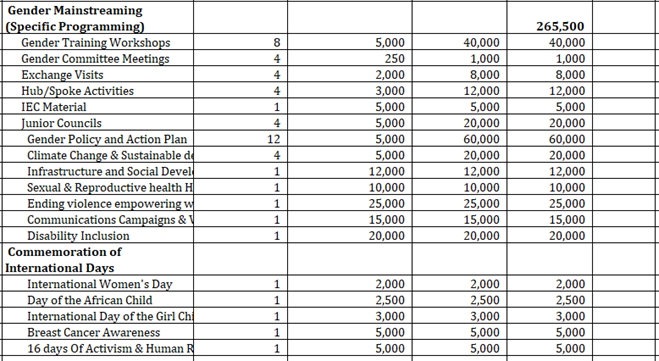 Gender Mainstreaming
(Specific Programming) 265,500
Gender Training Workshops 8 5,000 40,000 40,000
Gender Committee Meetings 4 250 1,000 1,000
Exchange Visits 4 2,000 8,000 8,000
Hub/Spoke Activities 4 3,000 12,000 12,000
IEC Material 1 5,000 5,000 5,000
Junior Councils 4 5,000 20,000 20,000
Gender Policy and Action Plan 12 5,000 60,000 60,000
Climate Change & Sustainable de 4 5,000 20,000 20,000
Infrastructure and Social Devel 1 12,000 12,000 12,000
Sexual & Reproductive health H 1 10,000 10,000 10,000
Ending violence empowering w 1 25,000 25,000 25,000
Communications Campaigns & V 1 15,000 15,000 15,000
Disability Inclusion 1 20,000 20,000 20,000
Commemoration of
International Days
International Women's Day 1 2,000 2,000 2,000
Day of the African Child 1 2,500 2,500 2,500
International Day of the Girl Chi 1 3,000 3,000 3,000
Breast Cancer Awareness 1 5,000 5,000 5,000
16 days Of Activism & Human R 1 5,000 5,000 5,000